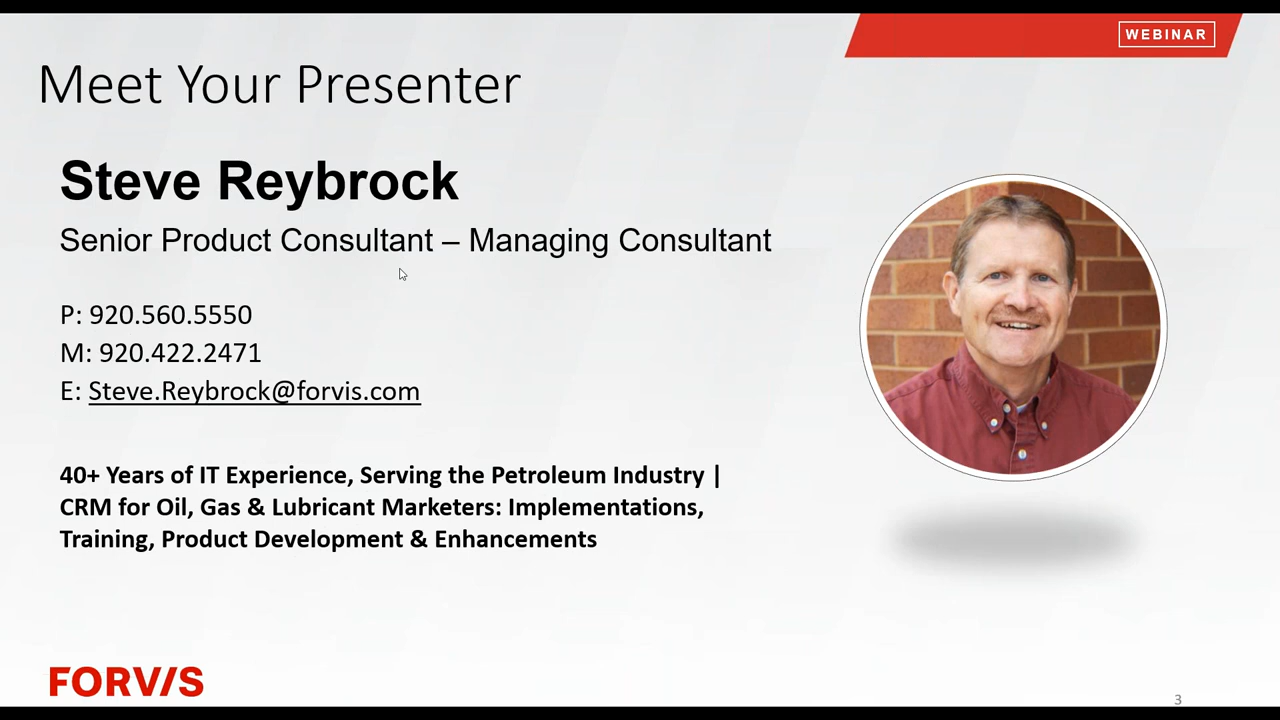 WEBINAR
Meet Your Presenter
Steve Reybrock
Senior Product Consultant – Managing Consultant
P: 920.560.5550
M: 920.422.2471
E: Steve.Reybrock@forvis.com
40+ Years of IT Experience, Serving the Petroleum Industry |
CRM for Oil, Gas & Lubricant Marketers: Implementations,
Training, Product Development & Enhancements
FORVIS
3